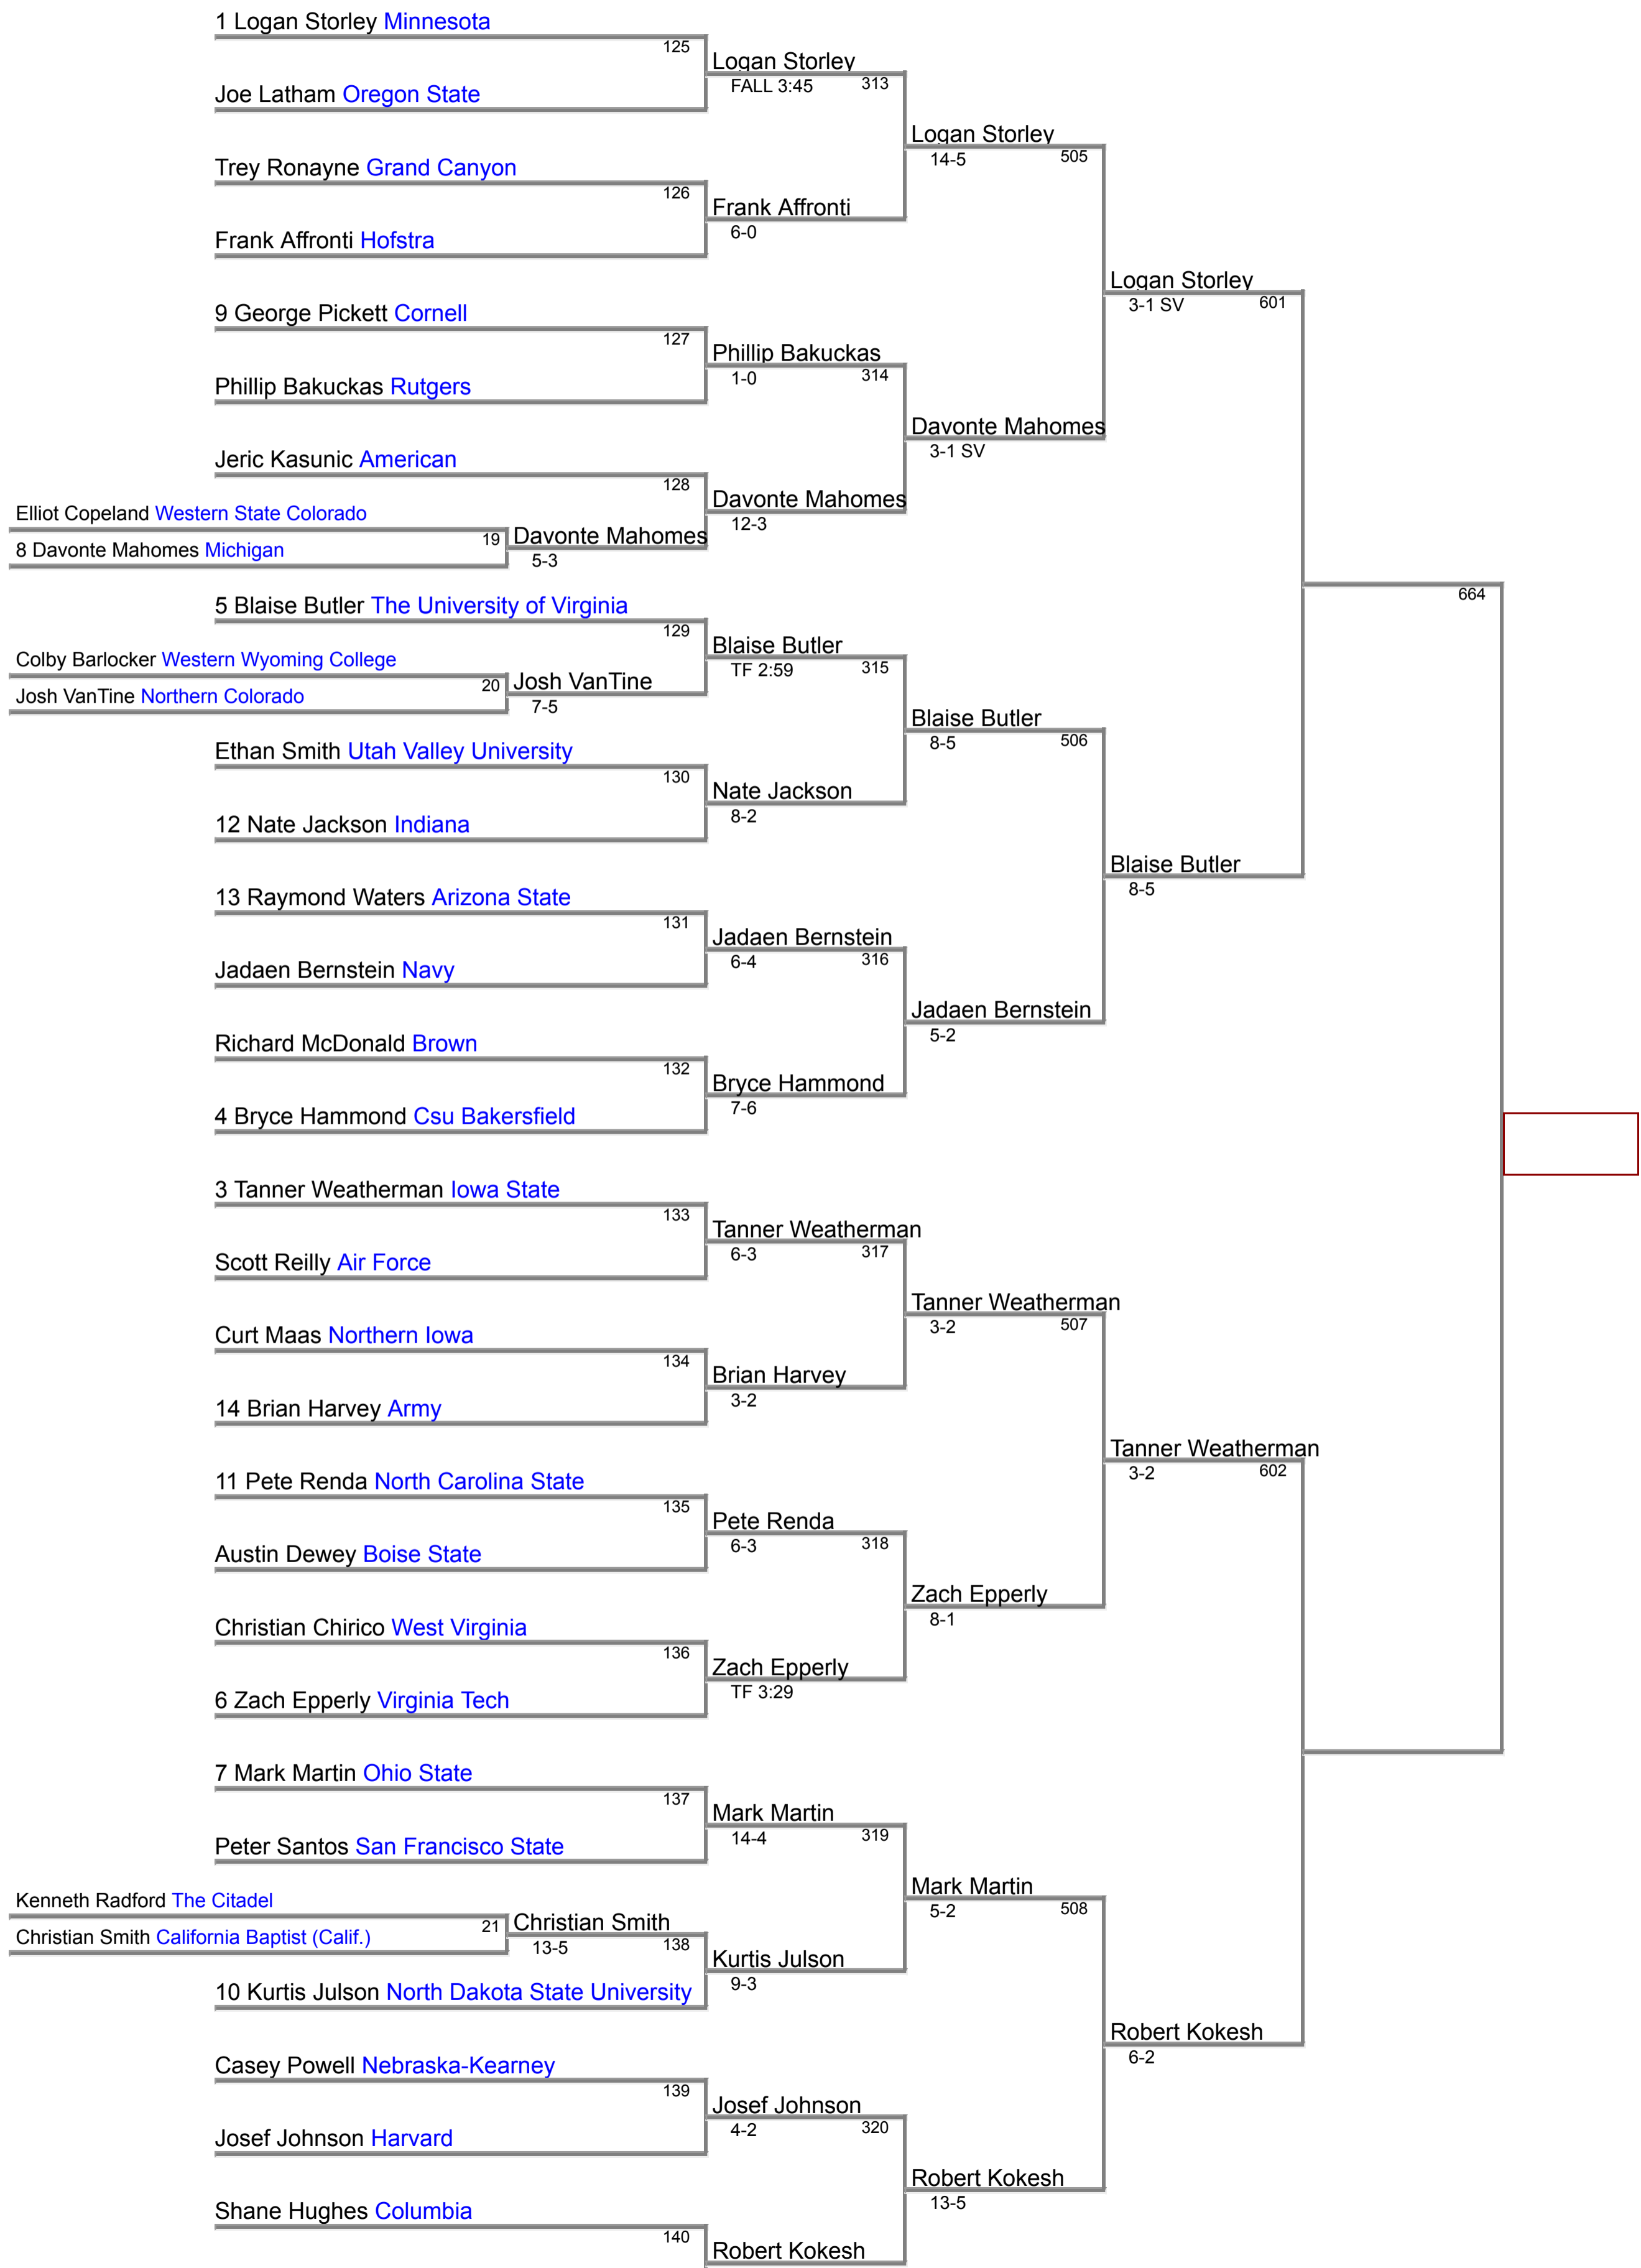 1 Logan Storley Minnesota
125
Logan Storley
Joe Latham Oregon State
FALL 3:45
313
Logan Storley
14-5
505
Trey Ronayne Grand Canyon
126
Frank Affronti
Frank Affronti Hofstra
6-0
Logan Storley
3-1 SV
601
9 George Pickett Cornell
127
Phillip Bakuckas
Phillip Bakuckas Rutgers
1-0
314
Davonte Mahomes
3-1 SV
Jeric Kasunic American
128
Davonte Mahomes
12-3
Elliot Copeland Western State Colorado
19
Davonte Mahomes
8 Davonte Mahomes Michigan
5-3
664
5 Blaise Butler The University of Virginia
129
Blaise Butler
TF 2:59
315
Colby Barlocker Western Wyoming College
20
Josh VanTine
Josh VanTine Northern Colorado
7-5
Blaise Butler
8-5
506
Ethan Smith Utah Valley University
130
Nate Jackson
12 Nate Jackson Indiana
8-2
Blaise Butler
8-5
13 Raymond Waters Arizona State
131
Jadaen Bernstein
Jadaen Bernstein Navy
6-4
316
Jadaen Bernstein
5-2
Richard McDonald Brown
132
Bryce Hammond
4 Bryce Hammond Csu Bakersfield
7-6
3 Tanner Weatherman Iowa State
133
Tanner Weatherman
Scott Reilly Air Force
6-3
317
Tanner Weatherman
3-2
507
Curt Maas Northern Iowa
134
Brian Harvey
14 Brian Harvey Army
3-2
Tanner Weatherman
3-2
602
11 Pete Renda North Carolina State
135
Pete Renda
Austin Dewey Boise State
6-3
318
Zach Epperly
8-1
Christian Chirico West Virginia
136
Zach Epperly
6 Zach Epperly Virginia Tech
TF 3:29
7 Mark Martin Ohio State
137
Mark Martin
Peter Santos San Francisco State
14-4
319
Mark Martin
5-2
508
Kenneth Radford The Citadel
21
Christian Smith
Christian Smith California Baptist (Calif.)
13-5
138
Kurtis Julson
10 Kurtis Julson North Dakota State University
9-3
Robert Kokesh
6-2
Casey Powell Nebraska-Kearney
139
Josef Johnson
Josef Johnson Harvard
4-2
320
Robert Kokesh
13-5
Shane Hughes Columbia
140
Robert Kokesh